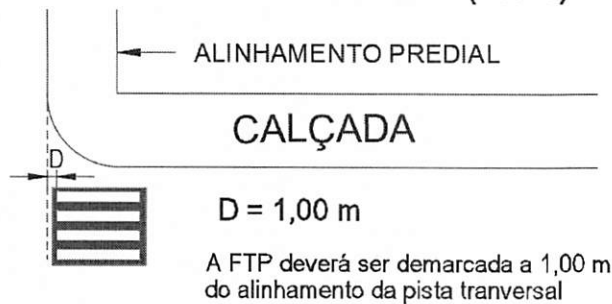 ALINHAMENTO PREDIAL
CALÇADA
D
D = 1,00 m
A FTP deverá ser demarcada a 1,00 m
do alinhamento da pista tranversal